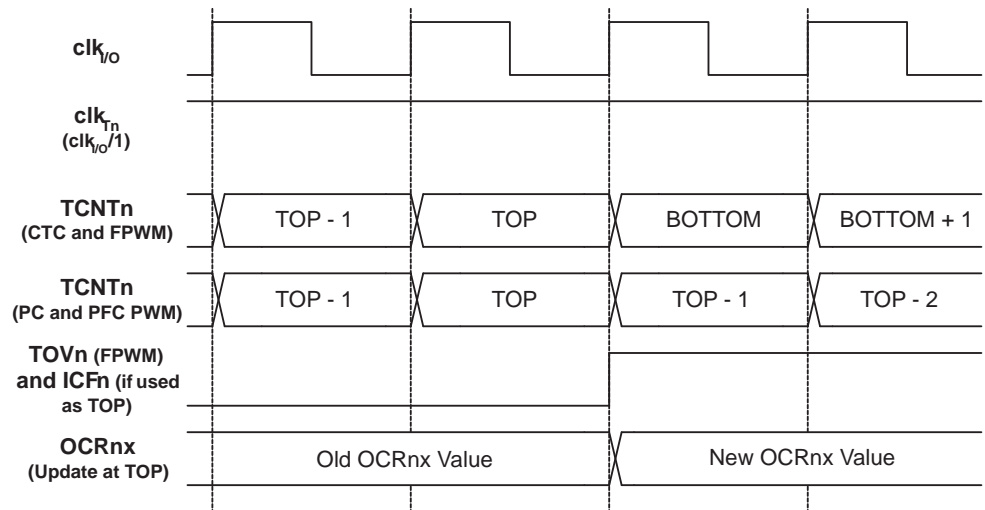 clkI/O
clkTn
(clkI/O/1)
TCNTn
(CTC and FPWM)
TOP - 1
TOP
BOTTOM
BOTTOM + 1
TCNTn
(PC and PFC PWM)
TOP - 1
TOP
TOP - 1
TOP - 2
TOVn (FPWM)
and ICFn (if used
as TOP)
OCRnx
(Update at TOP)
Old OCRnx Value
New OCRnx Value